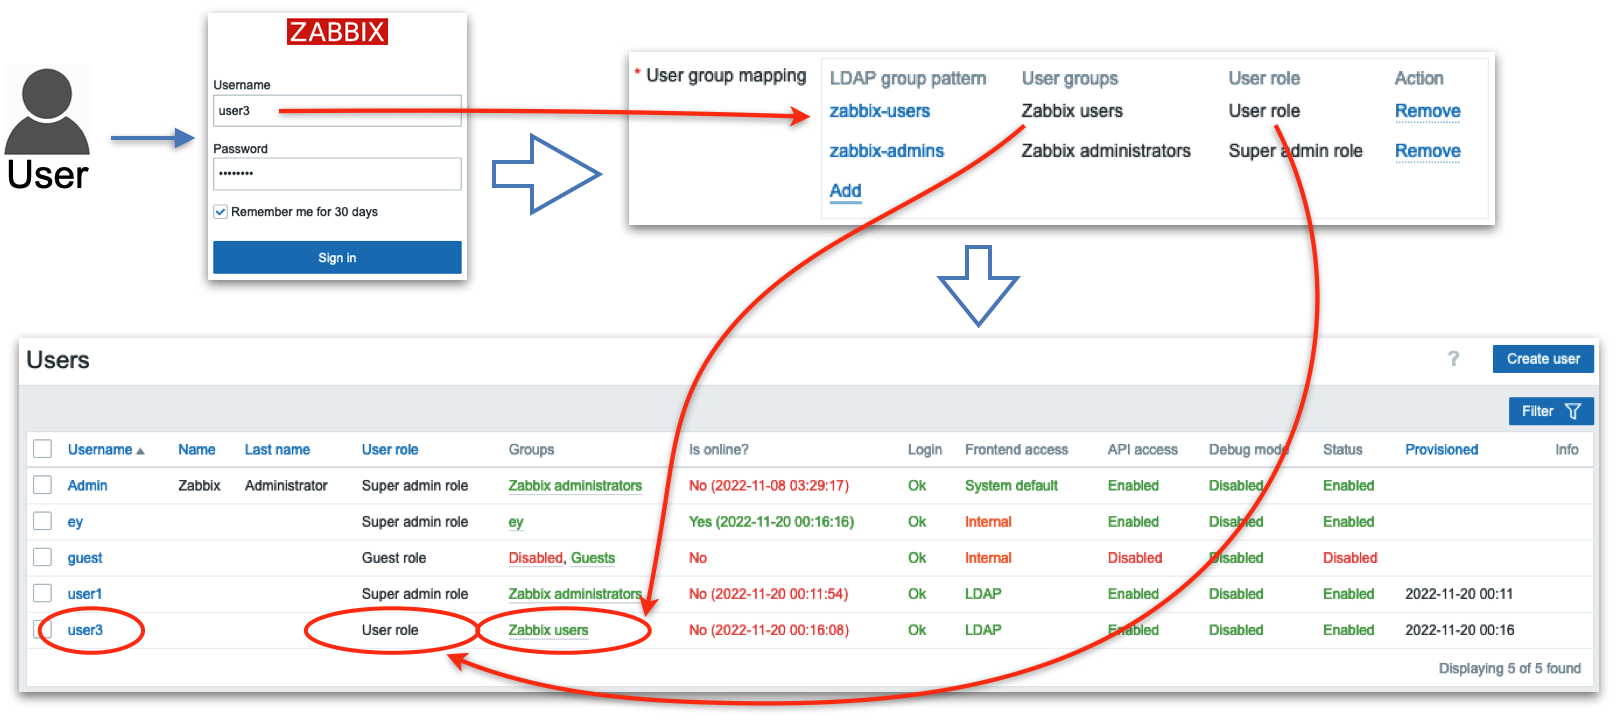 ZABBIX
Username
user3
Password
••••••••
Remember me for 30 days
Sign in
User
* User group mapping
LDAP group pattern User groups User role Action
zabbix-users Zabbix users User role Remove
zabbix-admins Zabbix administrators Super admin role Remove
Add
Users ? Create user
Filter
Username Name Last name User role Groups Is online? Login Frontend access API access Debug mode Status Provisioned Info
Admin Zabbix Administrator Super admin role Zabbix administrators No (2022-11-08 03:29:17) Ok System default Enabled Disabled Enabled
ey Super admin role ey Yes (2022-11-20 00:16:16) Ok Internal Enabled Disabled Enabled
guest Guest role Disabled, Guests No Ok Internal Disabled Disabled Disabled
user1 Super admin role Zabbix administrators No (2022-11-20 00:11:54) Ok LDAP Enabled Disabled Enabled 2022-11-20 00:11
user3 User role Zabbix users No (2022-11-20 00:16:08) Ok LDAP Enabled Disabled Enabled 2022-11-20 00:16
Displaying 5 of 5 found